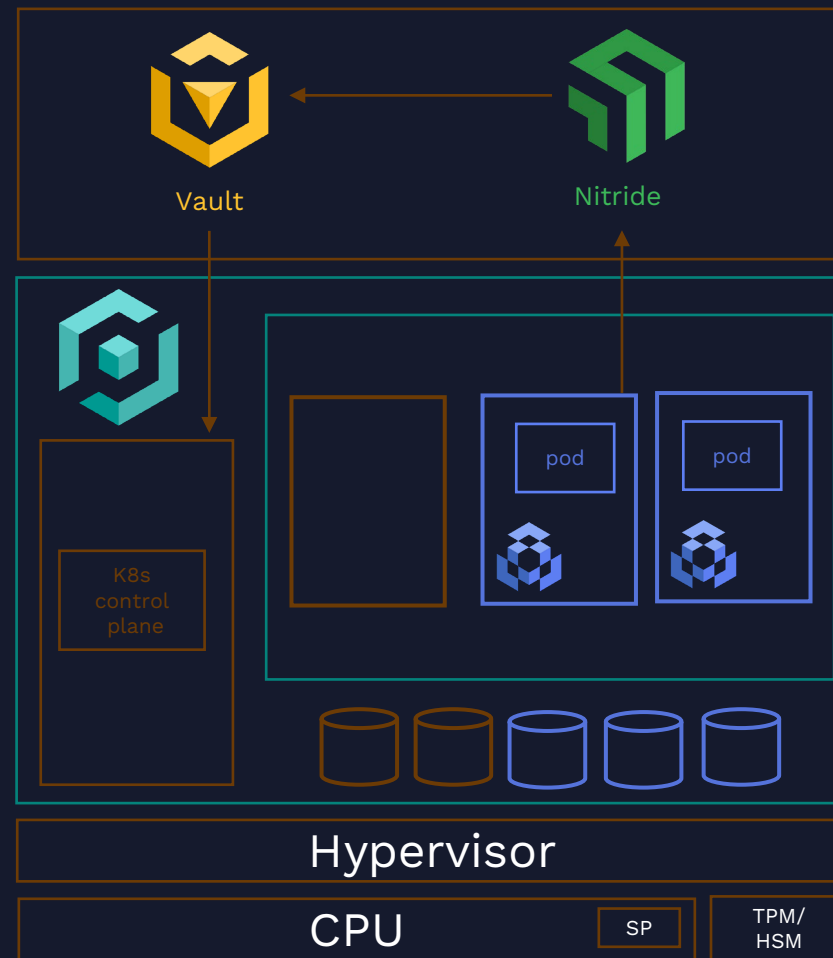 Vault
Nitride
pod
pod
K8s
control
plane
Hypervisor
CPU
SP
TPM/
HSM